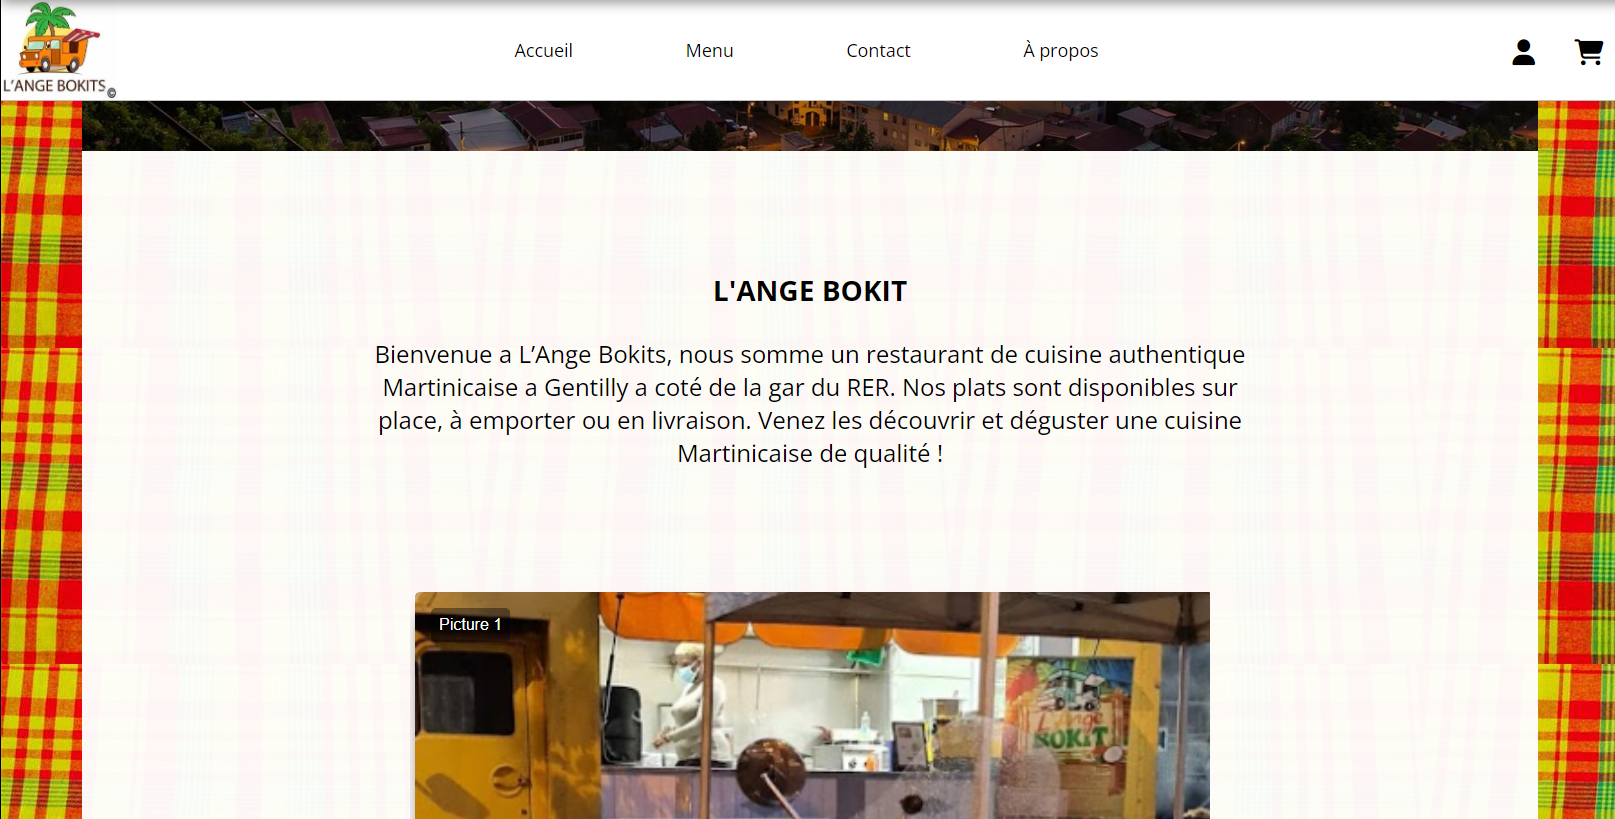 L'ANGE BOKITS©
Accueil
Menu
Contact
À propos
L'ANGE BOKIT
Bienvenue a L’Ange Bokits, nous somme un restaurant de cuisine authentique
Martinicaise a Gentilly a coté de la gar du RER. Nos plats sont disponibles sur
place, à emporter ou en livraison. Venez les découvrir et déguster une cuisine
Martinicaise de qualité !
Picture 1
L'Ange
BOKIT